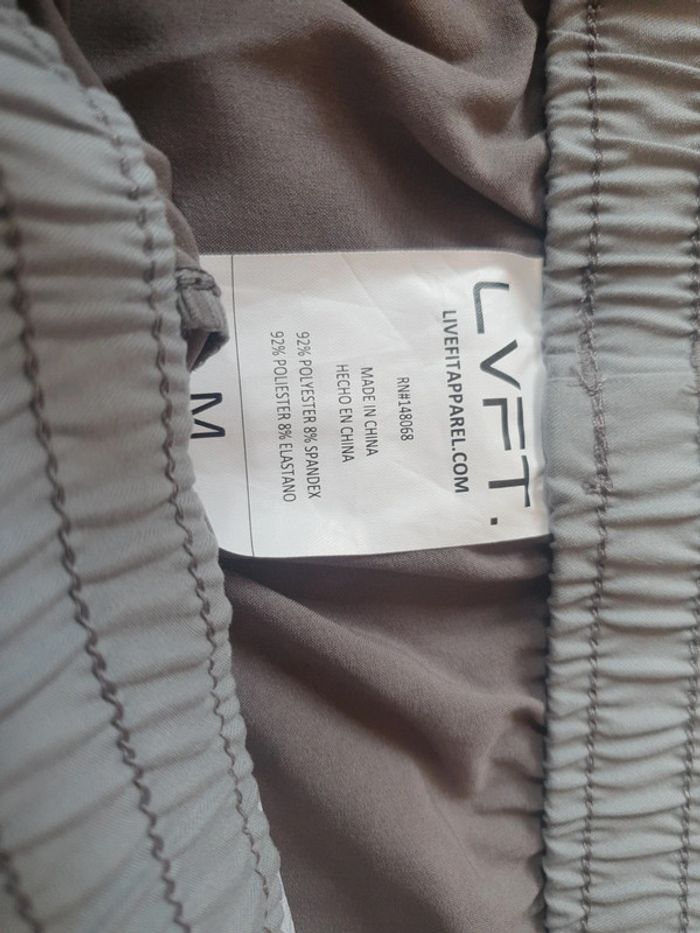 LVFT.
LIVEFITAPPAREL.COM
RN#148068
MADE IN CHINA
HECHO EN CHINA
92% POLYESTER 8% SPANDEX
92% POLIESTER 8% ELASTANO
M